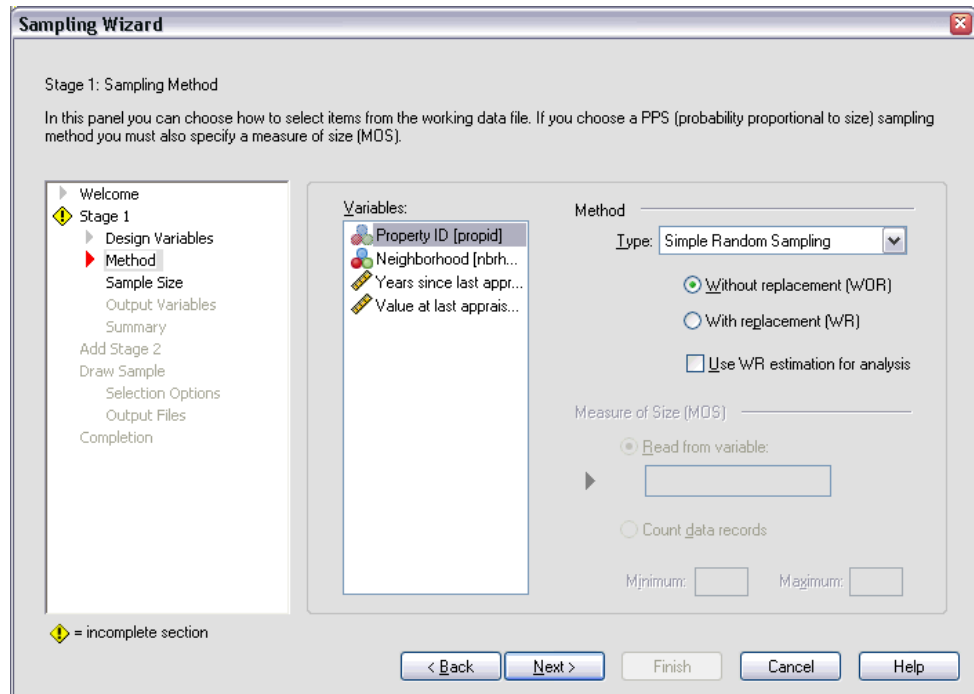 Sampling Wizard
Stage 1: Sampling Method
In this panel you can choose how to select items from the working data file. If you choose a PPS (probability proportional to size) sampling
method you must also specify a measure of size (MOS).
Welcome
Stage 1
Design Variables
Method
Sample Size
Output Variables
Summary
Add Stage 2
Draw Sample
Selection Options
Output Files
Completion
! = incomplete section
Variables:
Property ID [propid]
Neighborhood [nbrh...
Years since last appr...
Value at last apprais...
Method
Type: Simple Random Sampling
Without replacement (WOR)
With replacement (WR)
Use WR estimation for analysis
Measure of Size (MOS)
Read from variable:
Count data records
Minimum: Maximum:
< Back Next > Finish Cancel Help